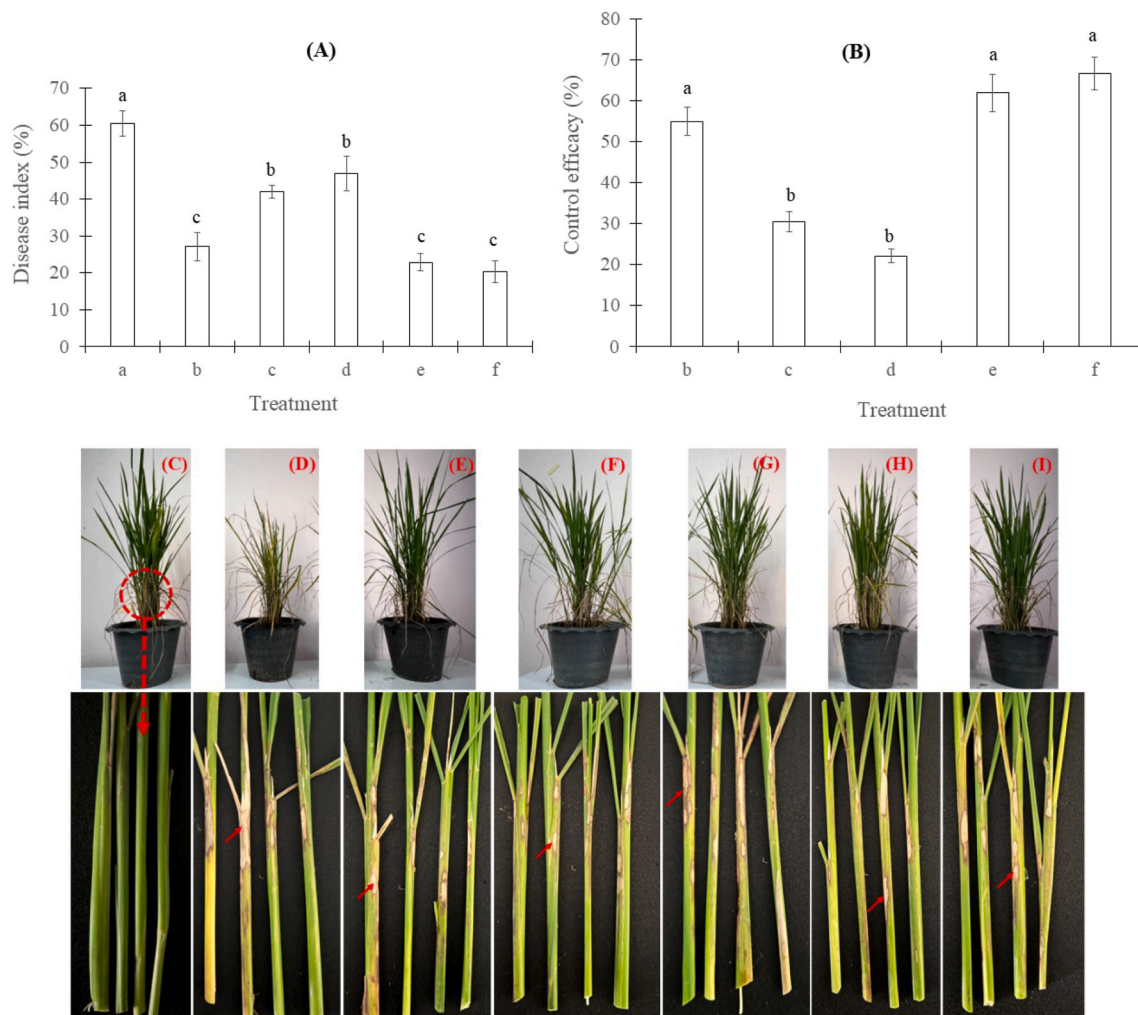 (A)
Disease index (%)
70
60
50
40
30
20
10
0
a
c
b
b
c
c
a b c d e f
Treatment
(B)
Control efficacy (%)
80
70
60
50
40
30
20
10
0
a
b
b
a
a
b c d e f
Treatment
(C) (D) (E) (F) (G) (H) (I)